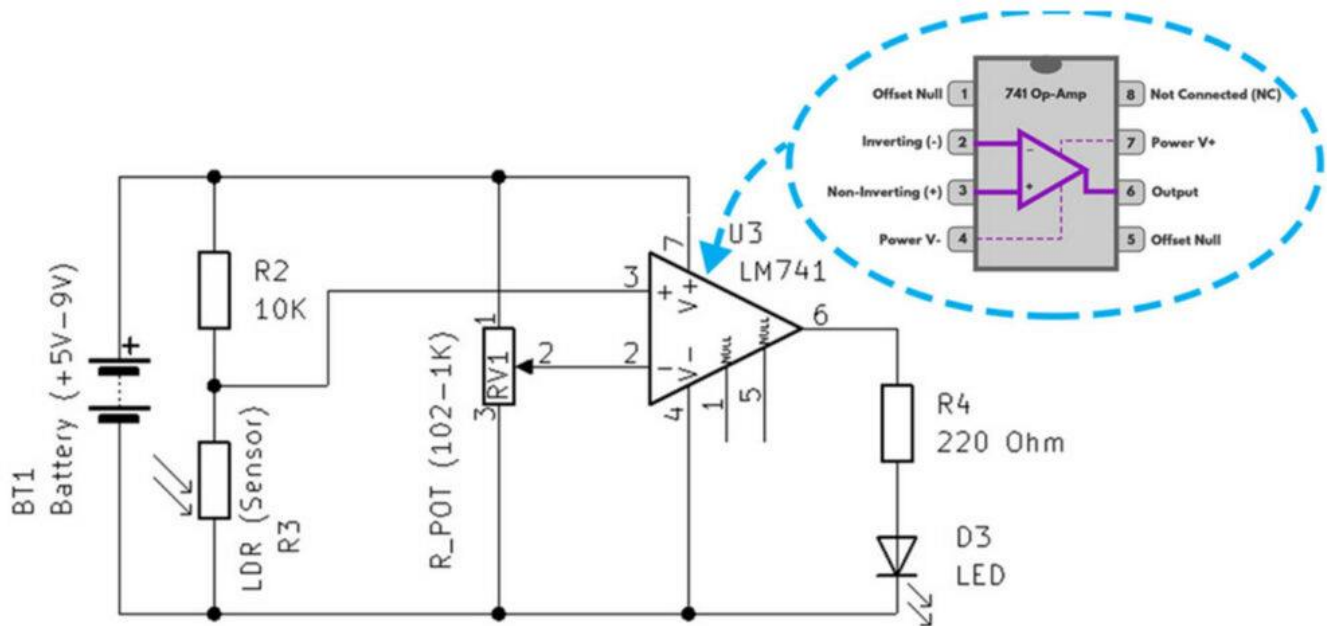 Offset Null 1
741 Op-Amp
8 Not Connected (NC)
Inverting (-) 2
-
7 Power V+
Non-Inverting (+) 3
+
6 Output
Power V- 4
5 Offset Null
BT1
Battery (+5V-9V)
+
R2
10K
LDR (Sensor)
R3
R_POT (102-1K)
1
RV1
2
3
U3
LM741
7
3
+
V+
2
-
V-
4
NULL
1
NULL
5
6
R4
220 Ohm
D3
LED